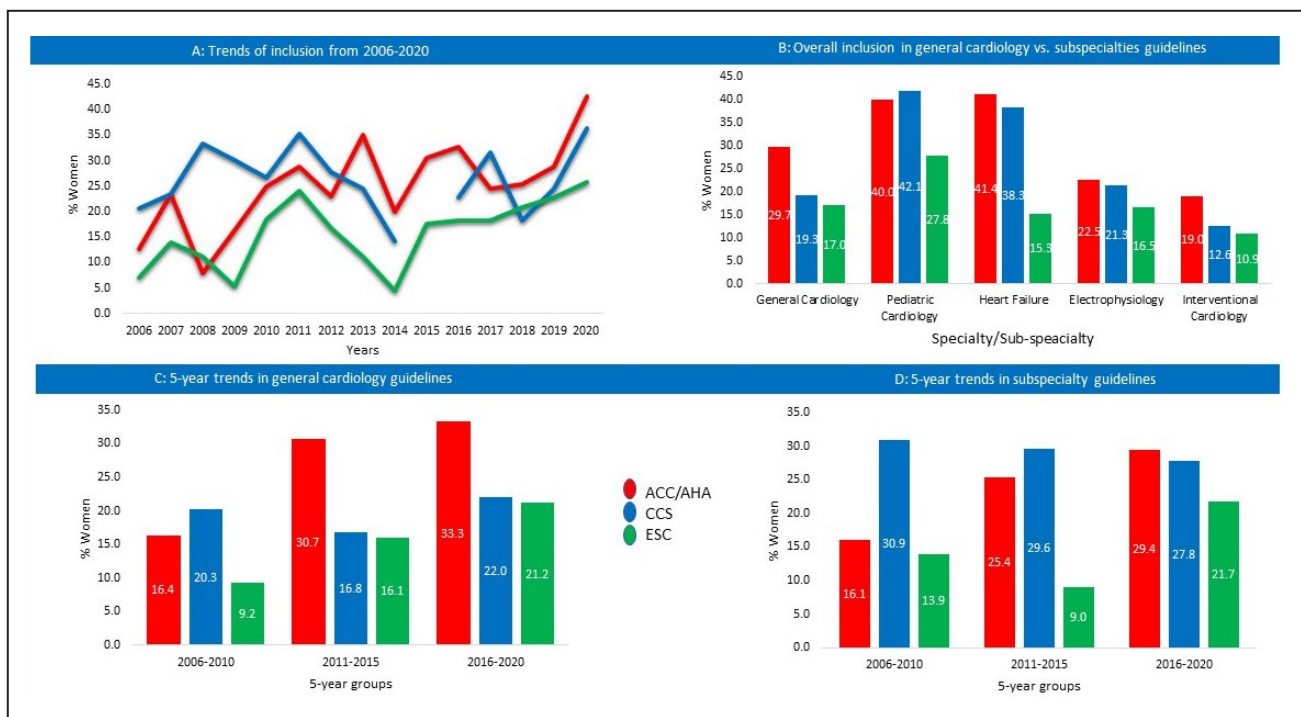 A: Trends of inclusion from 2006-2020
45.0
40.0
35.0
30.0
25.0
20.0
15.0
10.0
5.0
0.0
% Women
2006 2007 2008 2009 2010 2011 2012 2013 2014 2015 2016 2017 2018 2019 2020
Years
B: Overall inclusion in general cardiology vs. subspecialties guidelines
45.0
40.0
35.0
30.0
25.0
20.0
15.0
10.0
5.0
0.0
% Women
29.7 19.3 17.0 40.0 42.1 27.8 41.4 38.3 15.3 22.5 21.3 16.5 19.0 12.6 10.9
General Cardiology Pediatric Heart Failure Electrophysiology Interventional
Cardiology Cardiology
Specialty/Sub-speacialty
C: 5-year trends in general cardiology guidelines
35.0
30.0
25.0
20.0
15.0
10.0
5.0
0.0
% Women
16.4 20.3 9.2 30.7 16.8 16.1 33.3 22.0 21.2
2006-2010 2011-2015 2016-2020
5-year groups
ACC/AHA
CCS
ESC
D: 5-year trends in subspecialty guidelines
35.0
30.0
25.0
20.0
15.0
10.0
5.0
0.0
% Women
16.1 30.9 13.9 25.4 29.6 9.0 29.4 27.8 21.7
2006-2010 2011-2015 2016-2020
5-year groups